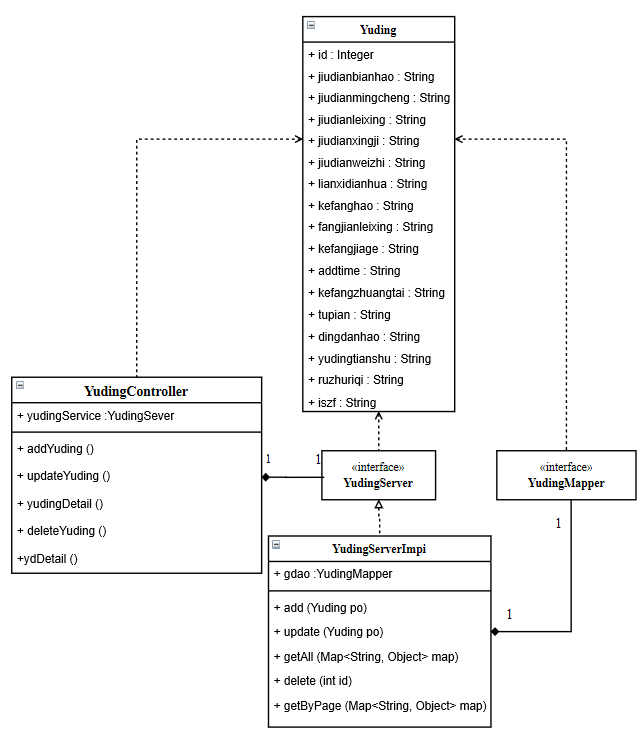 Yuding
+ id : Integer
+ jiudianbianhao : String
+ jiudianmingcheng : String
+ jiudianleixing : String
+ jiudianxingji : String
+ jiudianweizhi : String
+ lianxidianhua : String
+ kefanghao : String
+ fangjianleixing : String
+ kefangjiage : String
+ addtime : String
+ kefangzhuangtai : String
+ tupian : String
+ dingdanhao : String
+ yudingtianshu : String
+ ruzhuriqi : String
+ iszf : String
YudingController
+ yudingService :YudingSever
+ addYuding ()
+ updateYuding ()
+ yudingDetail ()
+ deleteYuding ()
+ydDetail ()
1
1
«interface»
YudingServer
«interface»
YudingMapper
1
1
YudingServerImpi
+ gdao :YudingMapper
+ add (Yuding po)
+ update (Yuding po)
+ getAll (Map<String, Object> map)
+ delete (int id)
+ getByPage (Map<String, Object> map)